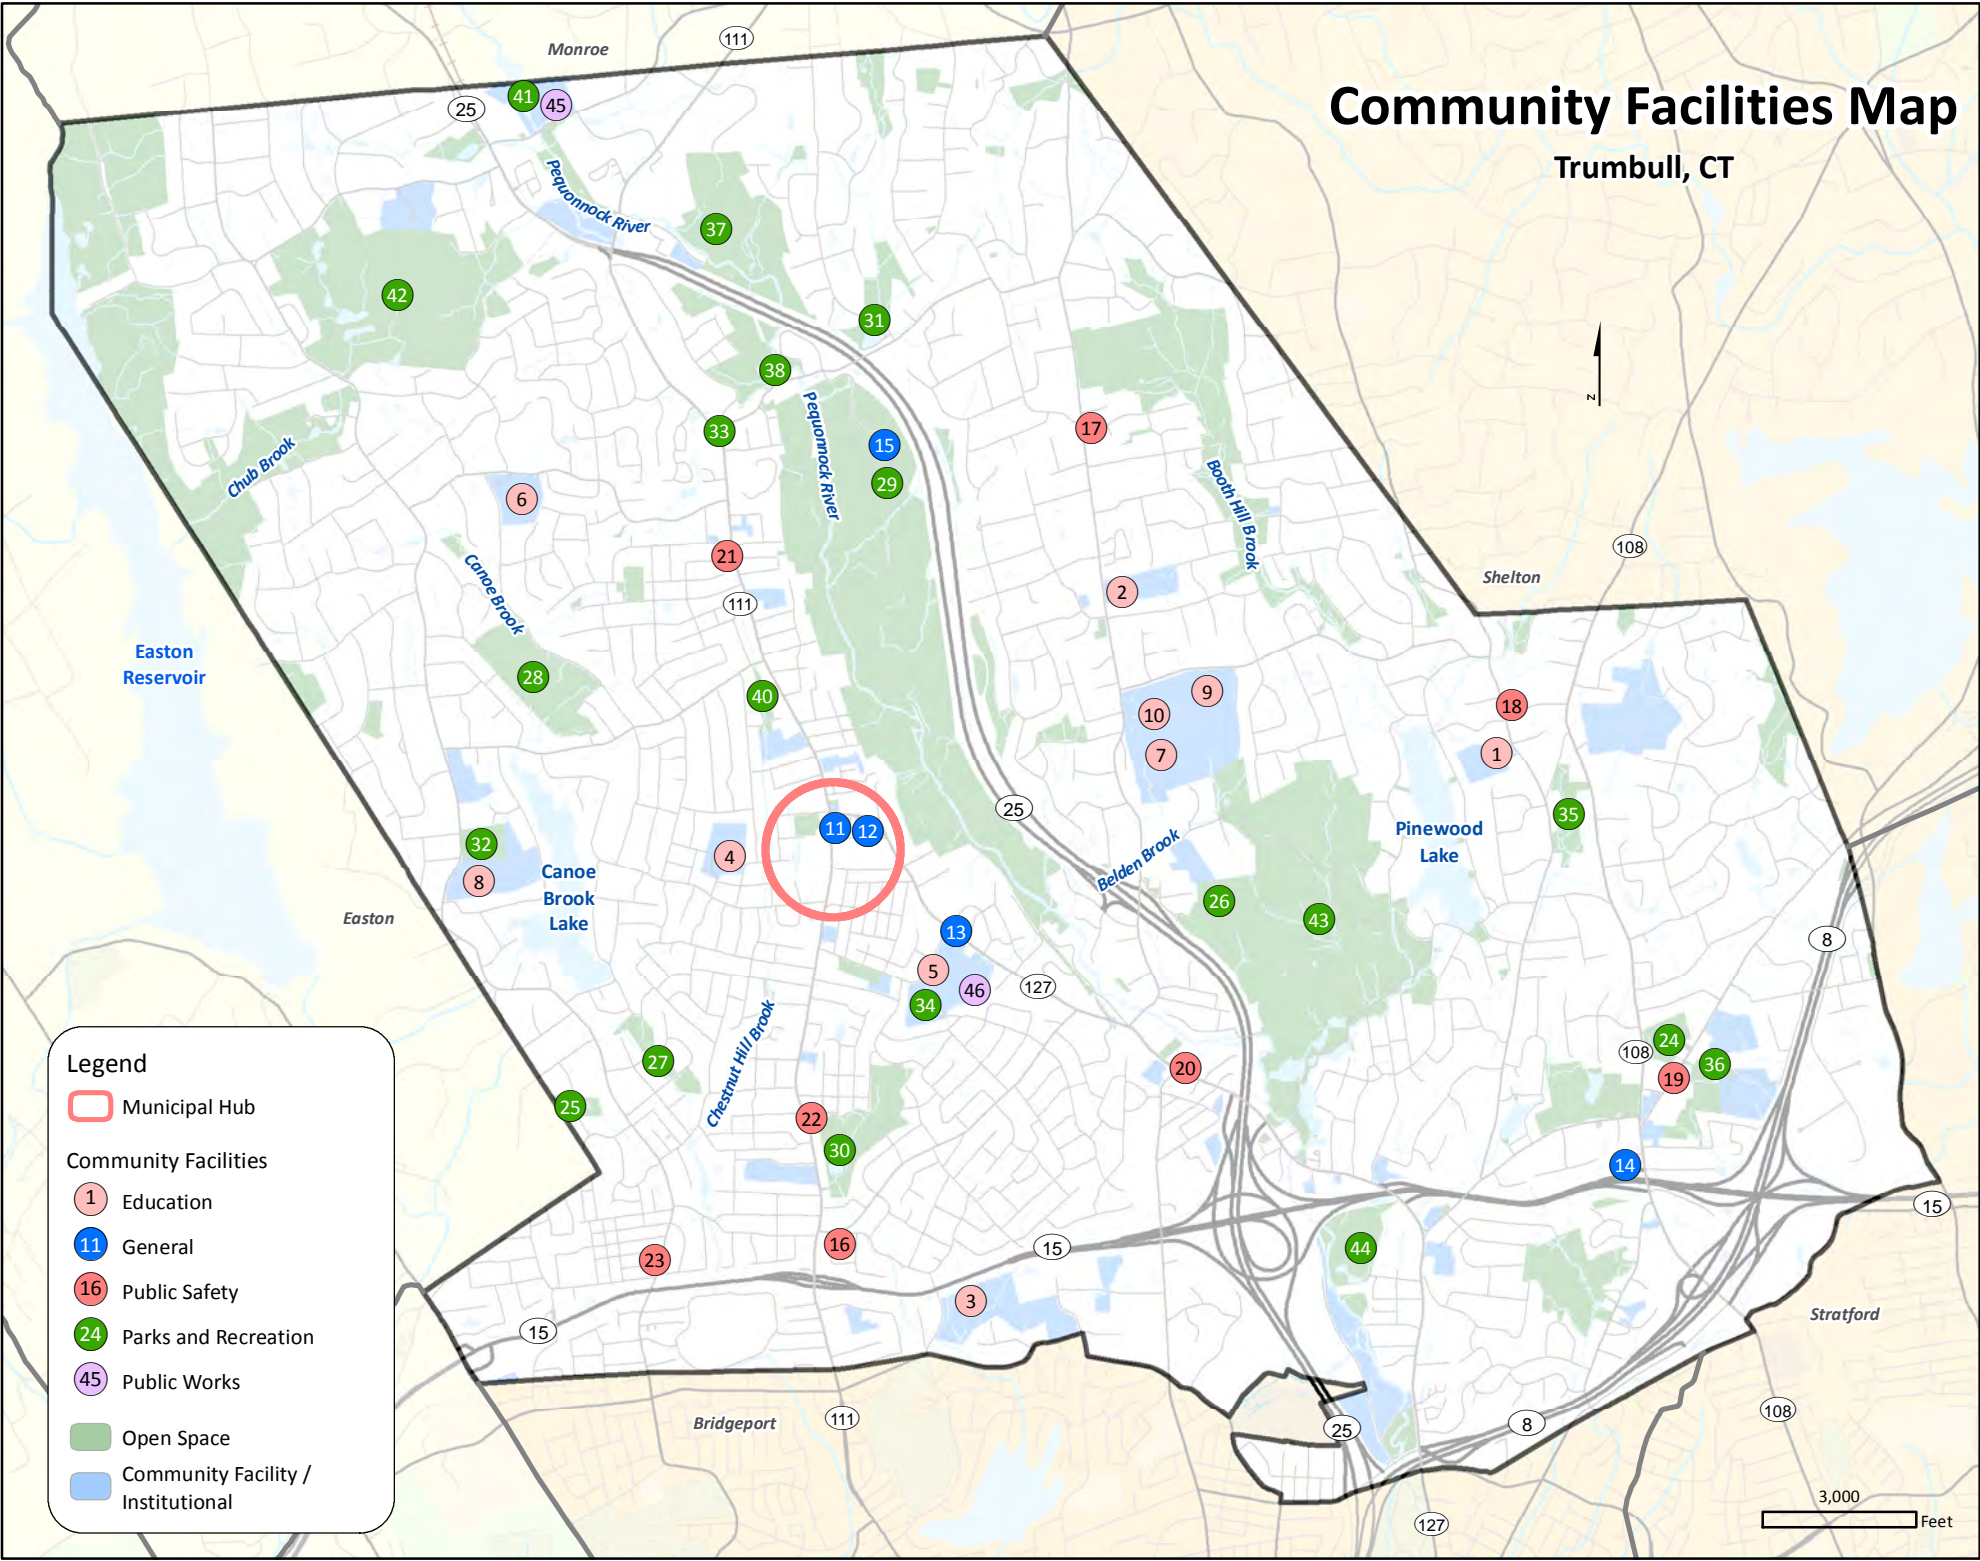 Community Facilities Map
Trumbull, CT
Monroe
111
25
41
45
Pequonnock River
37
42
31
38
Pequonnock River
33
15
29
17
Chub Brook
6
Booth Hill Brook
21
108
Shelton
Canoe Brook
111
2
Easton
Reservoir
28
40
9
10
7
18
1
25
11
12
35
Pinewood
Lake
4
32
8
Canoe
Brook
Lake
Belden Brook
26
43
Easton
13
8
5
46
127
34
Chestnut Hill Brook
27
20
24
108
36
19
25
22
30
14
15
16
15
44
23
3
15
Stratford
Bridgeport
111
25
8
108
127
z
3,000
Feet
Legend
Municipal Hub
Community Facilities
1 Education
11 General
16 Public Safety
24 Parks and Recreation
45 Public Works
Open Space
Community Facility /
Institutional